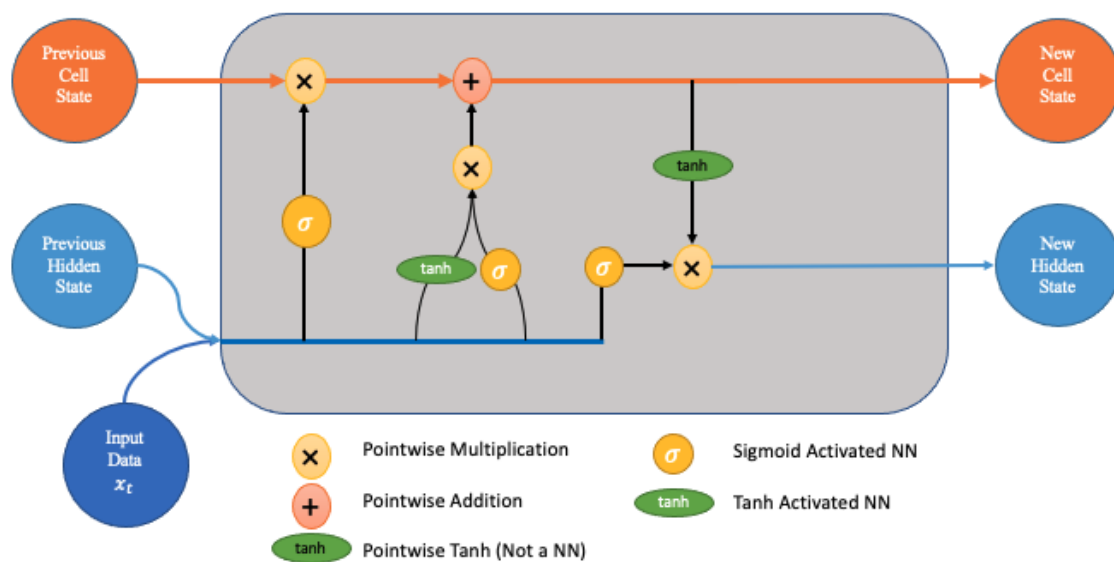 Previous
Cell
State
×
+
New
Cell
State
×
tanh
σ
Previous
Hidden
State
tanh
σ
σ
×
New
Hidden
State
Input
Data
xₜ
× Pointwise Multiplication
σ Sigmoid Activated NN
+ Pointwise Addition
tanh Tanh Activated NN
tanh Pointwise Tanh (Not a NN)